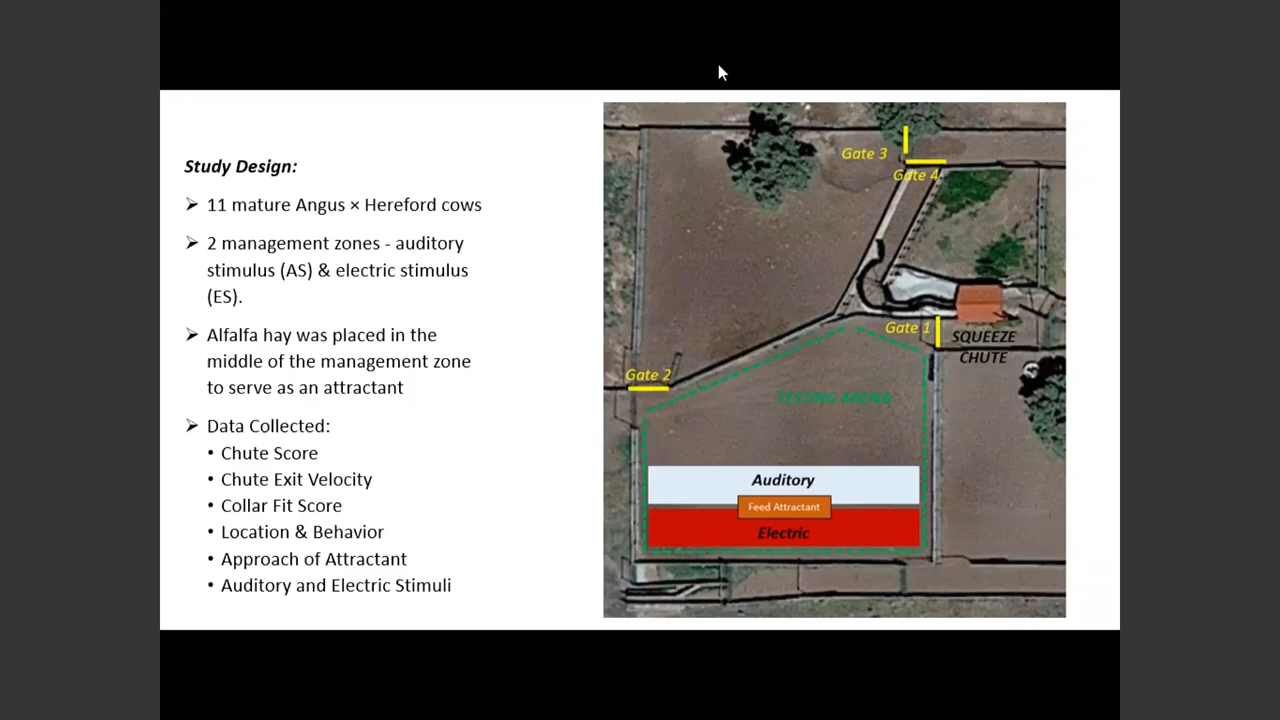 Study Design:
➢ 11 mature Angus × Hereford cows
➢ 2 management zones - auditory
stimulus (AS) & electric stimulus
(ES).
➢ Alfalfa hay was placed in the
middle of the management zone
to serve as an attractant
➢ Data Collected:
• Chute Score
• Chute Exit Velocity
• Collar Fit Score
• Location & Behavior
• Approach of Attractant
• Auditory and Electric Stimuli
Gate 3
Gate 4
Gate 1
SQUEEZE
CHUTE
Gate 2
TESTING ARENA
Auditory
Feed Attractant
Electric